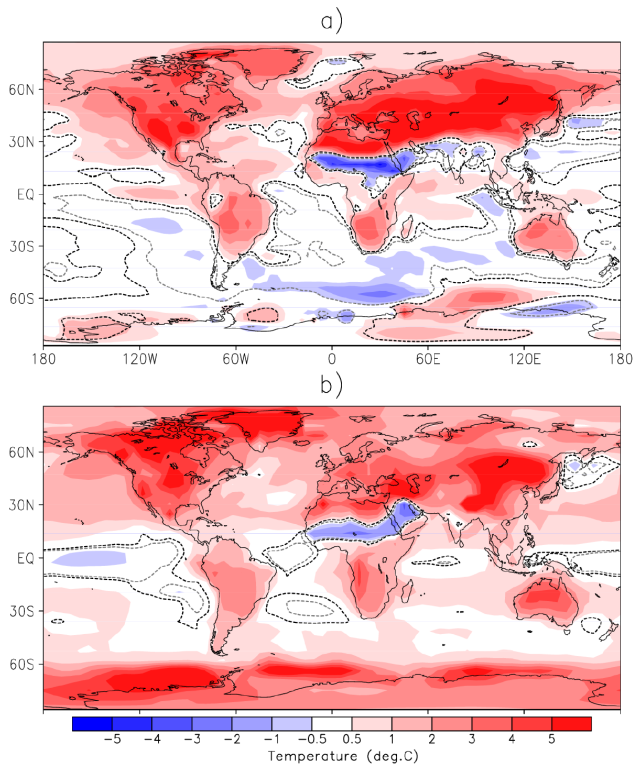 a)
60N
30N
EQ
30S
60S
180 120W 60W 0 60E 120E 180
b)
60N
30N
EQ
30S
60S
-5 -4 -3 -2 -1 -0.5 0.5 1 2 3 4 5
Temperature (deg.C)